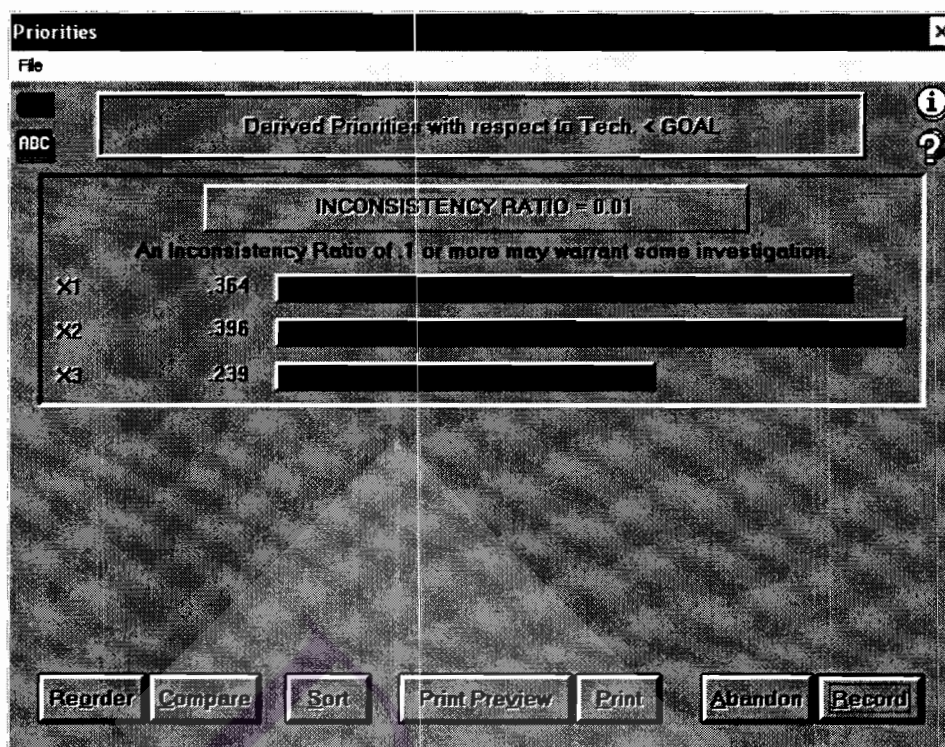 Priorities
File
ABC
Derived Priorities with respect to Tech. < GOAL
i
?
INCONSISTENCY RATIO = 0.01
An Inconsistency Ratio of .1 or more may warrant some investigation.
X1 .364
X2 .396
X3 .239
Reorder Compare Sort Print Preview Print Abandon Record